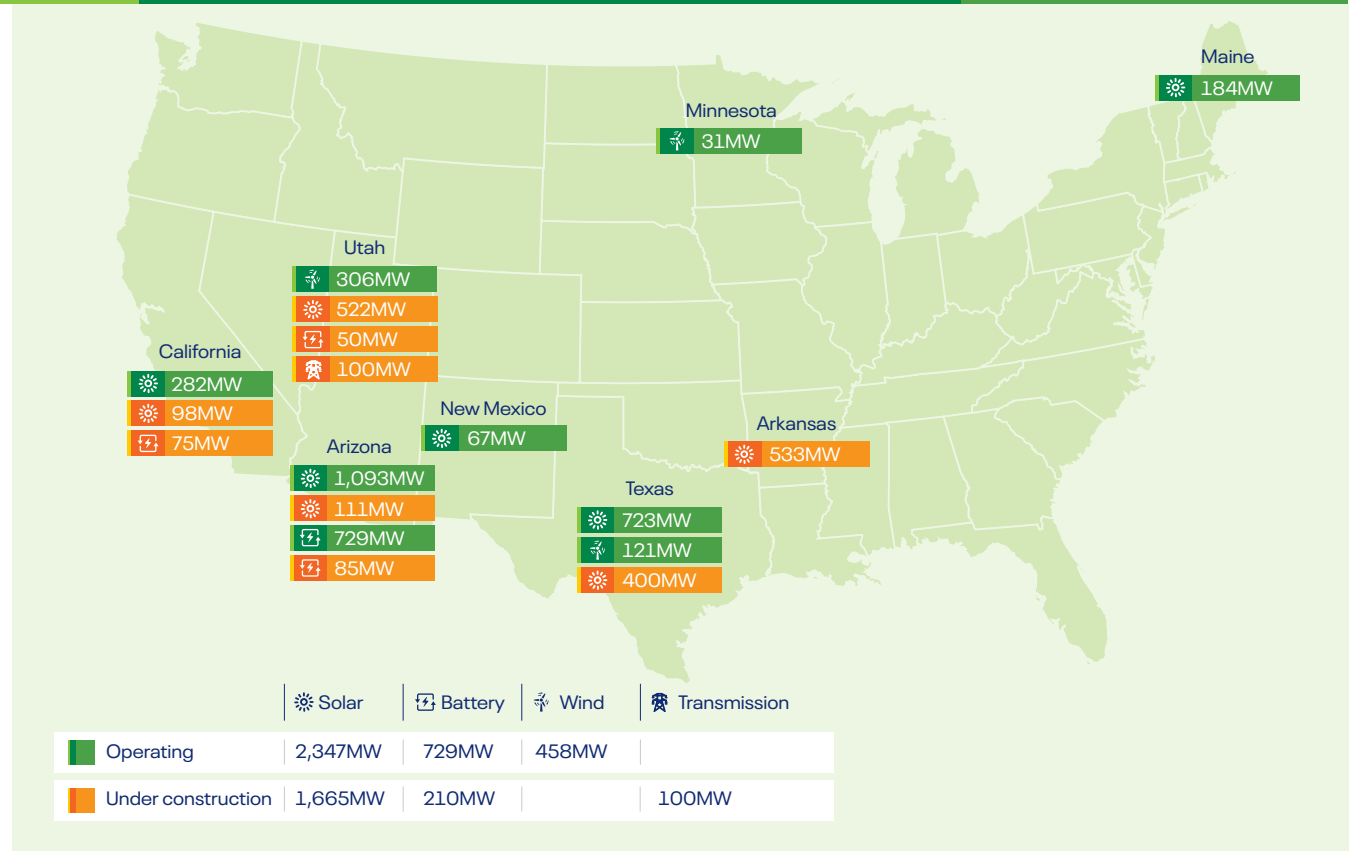 Maine
184MW
Minnesota
31MW
Utah
306MW
522MW
50MW
100MW
California
282MW
98MW
75MW
New Mexico
67MW
Arizona
1,093MW
111MW
729MW
85MW
Arkansas
533MW
Texas
723MW
121MW
400MW
Solar Battery Wind Transmission
Operating 2,347MW 729MW 458MW
Under construction 1,665MW 210MW 100MW